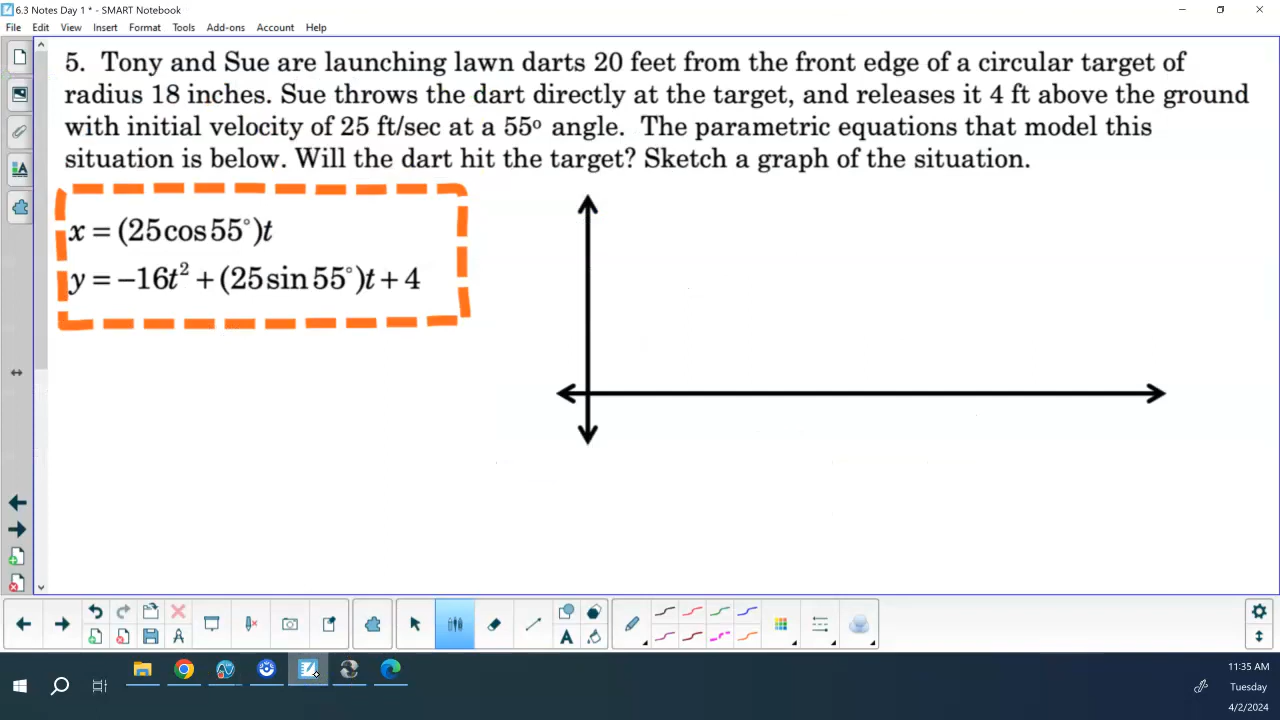 6.3 Notes Day 1 * - SMART Notebook
File Edit View Insert Format Tools Add-ons Account Help
5. Tony and Sue are launching lawn darts 20 feet from the front edge of a circular target of
radius 18 inches. Sue throws the dart directly at the target, and releases it 4 ft above the ground
with initial velocity of 25 ft/sec at a 55° angle. The parametric equations that model this
situation is below. Will the dart hit the target? Sketch a graph of the situation.
x = (25cos55°)t
y = −16t² + (25sin55°)t + 4
11:35 AM
Tuesday
4/2/2024